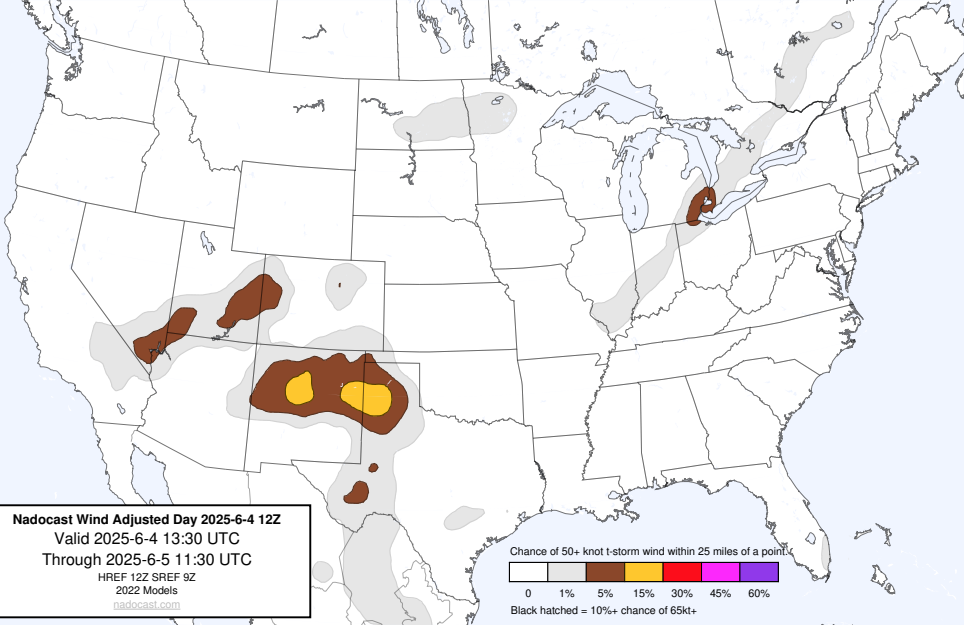 Nadocast Wind Adjusted Day 2025-6-4 12Z
Valid 2025-6-4 13:30 UTC
Through 2025-6-5 11:30 UTC
HREF 12Z SREF 9Z
2022 Models
nadocast.com
Chance of 50+ knot t-storm wind within 25 miles of a point.
0 1% 5% 15% 30% 45% 60%
Black hatched = 10%+ chance of 65kt+